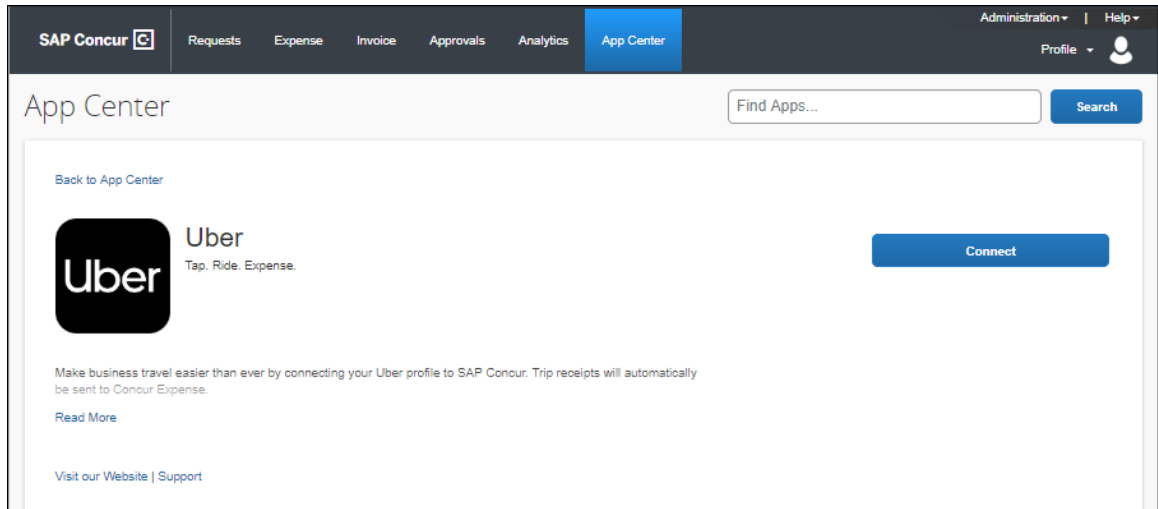 Administration | Help
SAP Concur C Requests Expense Invoice Approvals Analytics App Center Profile
App Center Find Apps... Search
Back to App Center
Uber
Uber
Tap. Ride. Expense.
Connect
Make business travel easier than ever by connecting your Uber profile to SAP Concur. Trip receipts will automatically
be sent to Concur Expense.
Read More
Visit our Website | Support